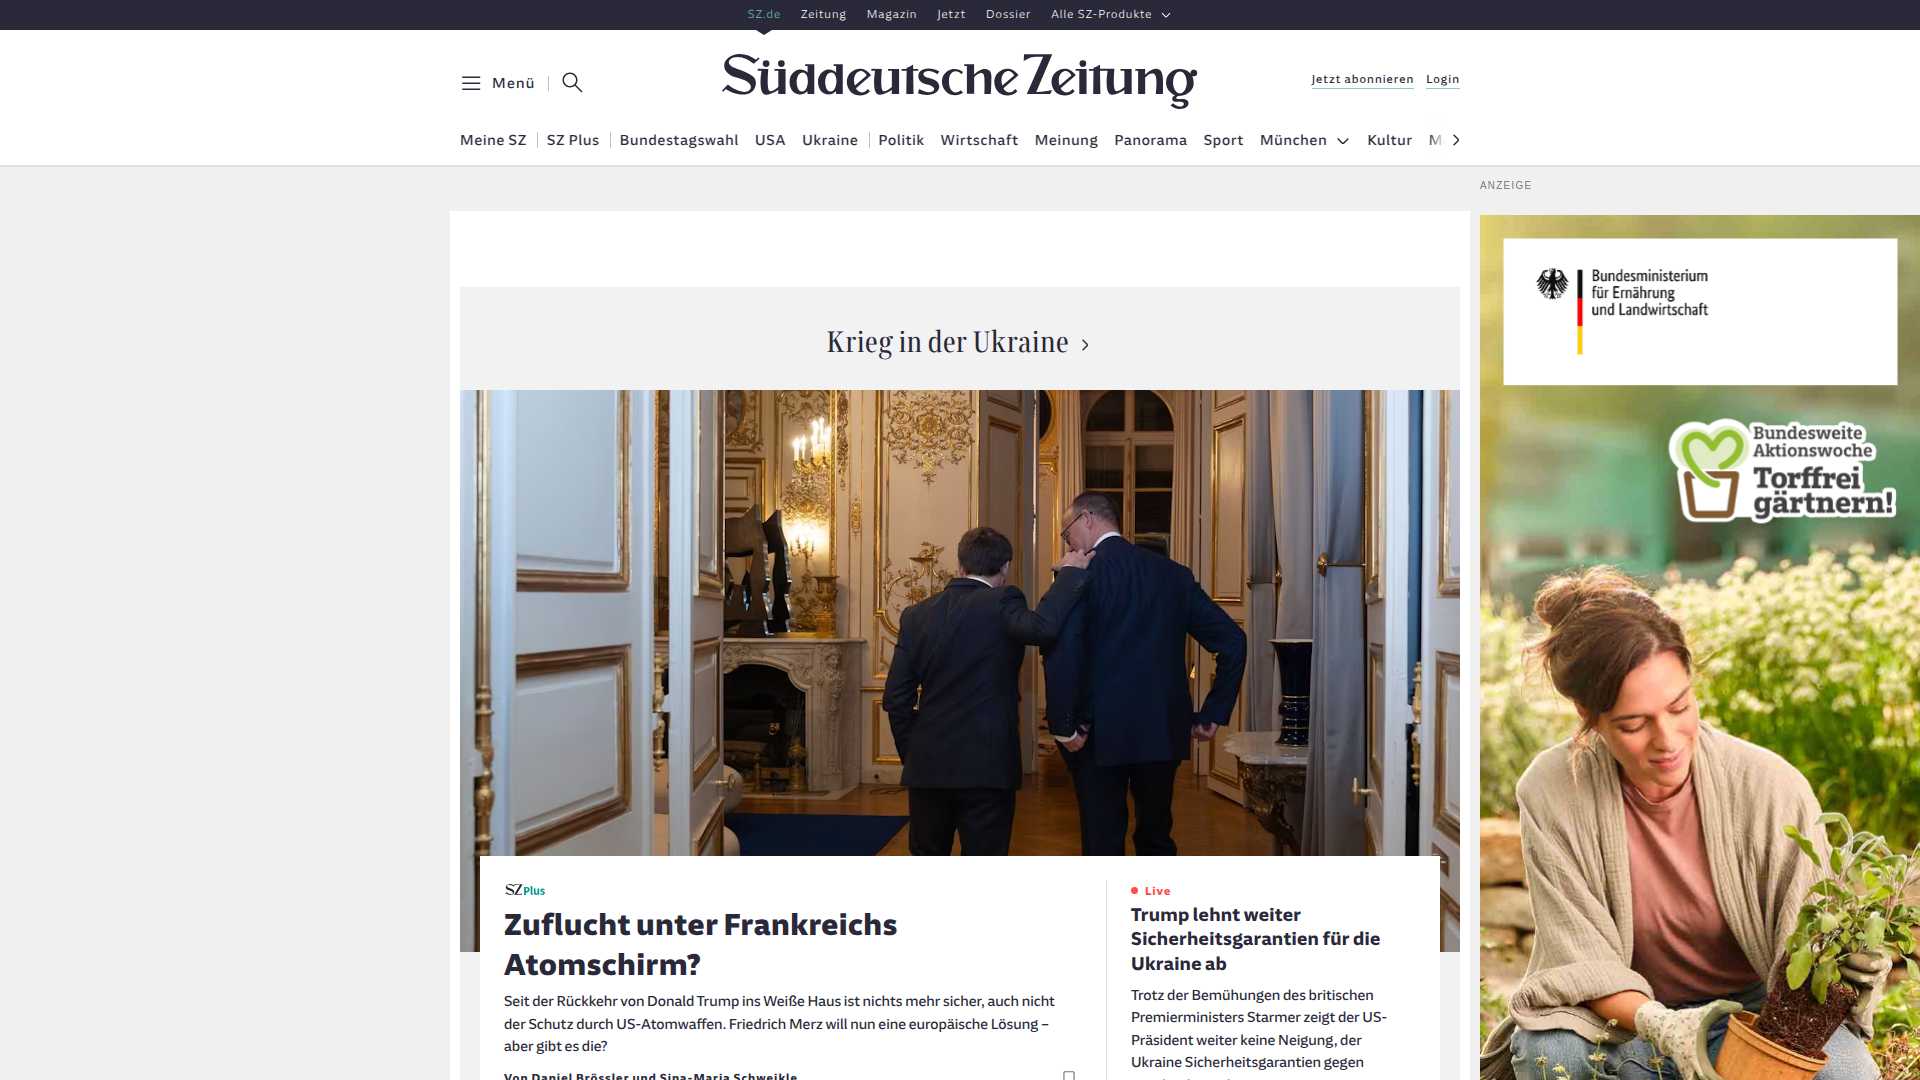 SZ.de Zeitung Magazin Jetzt Dossier Alle SZ-Produkte
Menü
Süddeutsche Zeitung
Jetzt abonnieren Login
Meine SZ SZ Plus Bundestagswahl USA Ukraine Politik Wirtschaft Meinung Panorama Sport München Kultur M
ANZEIGE
Krieg in der Ukraine
SZ Plus
Zuflucht unter Frankreichs
Atomschirm?
Seit der Rückkehr von Donald Trump ins Weiße Haus ist nichts mehr sicher, auch nicht
der Schutz durch US-Atomwaffen. Friedrich Merz will nun eine europäische Lösung –
aber gibt es die?
Von Daniel Brössler und Sina-Maria Schweikle
Live
Trump lehnt weiter
Sicherheitsgarantien für die
Ukraine ab
Trotz der Bemühungen des britischen
Premierministers Starmer zeigt der US-
Präsident weiter keine Neigung, der
Ukraine Sicherheitsgarantien gegen
Bundesministerium
für Ernährung
und Landwirtschaft
Bundesweite
Aktionswoche
Torffrei
gärtnern!